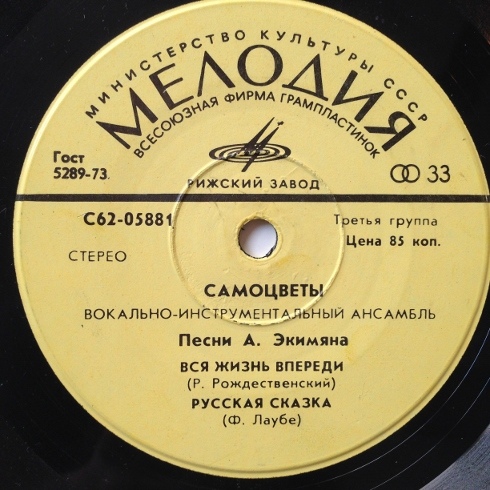 МИНИСТЕРСТВО КУЛЬТУРЫ СССР
МЕЛОДИЯ
ВСЕСОЮЗНАЯ ФИРМА ГРАМПЛАСТИНОК
Гост
5289-73
33
РИЖСКИЙ ЗАВОД
С62-05881
Третья группа
Цена 85 коп.
СТЕРЕО
САМОЦВЕТЫ
ВОКАЛЬНО-ИНСТРУМЕНТАЛЬНЫЙ АНСАМБЛЬ
Песни А. Экимяна
ВСЯ ЖИЗНЬ ВПЕРЕДИ
(Р. Рождественский)
РУССКАЯ СКАЗКА
(Ф. Лаубе)